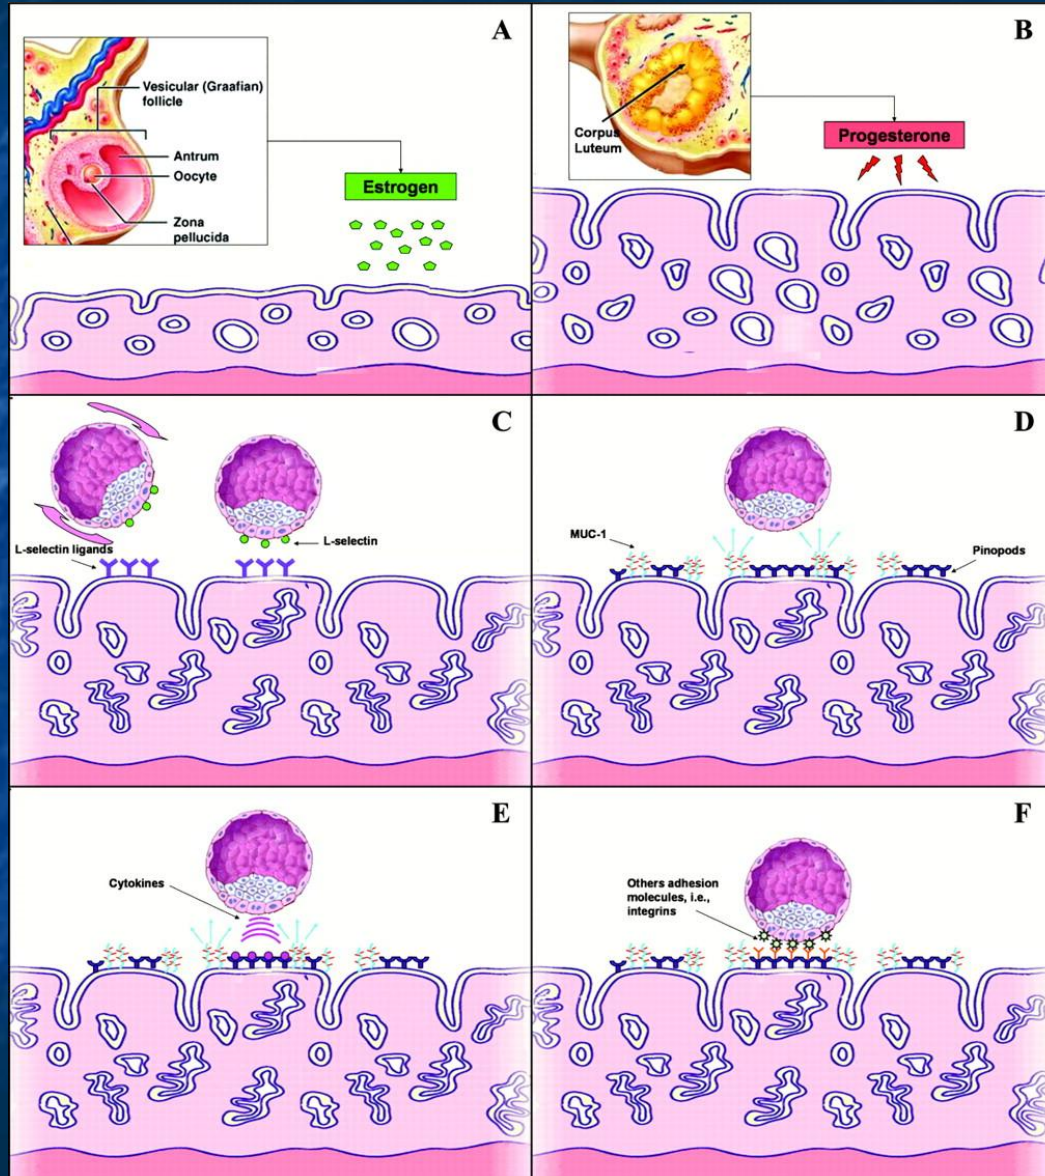 A
Vesicular (Graafian)
follicle
Antrum
Oocyte
Zona
pellucida
Estrogen
B
Corpus
Luteum
Progesterone
C
L-selectin ligands
L-selectin
D
MUC-1
Pinopods
E
Cytokines
F
Others adhesion
molecules, i.e.,
integrins